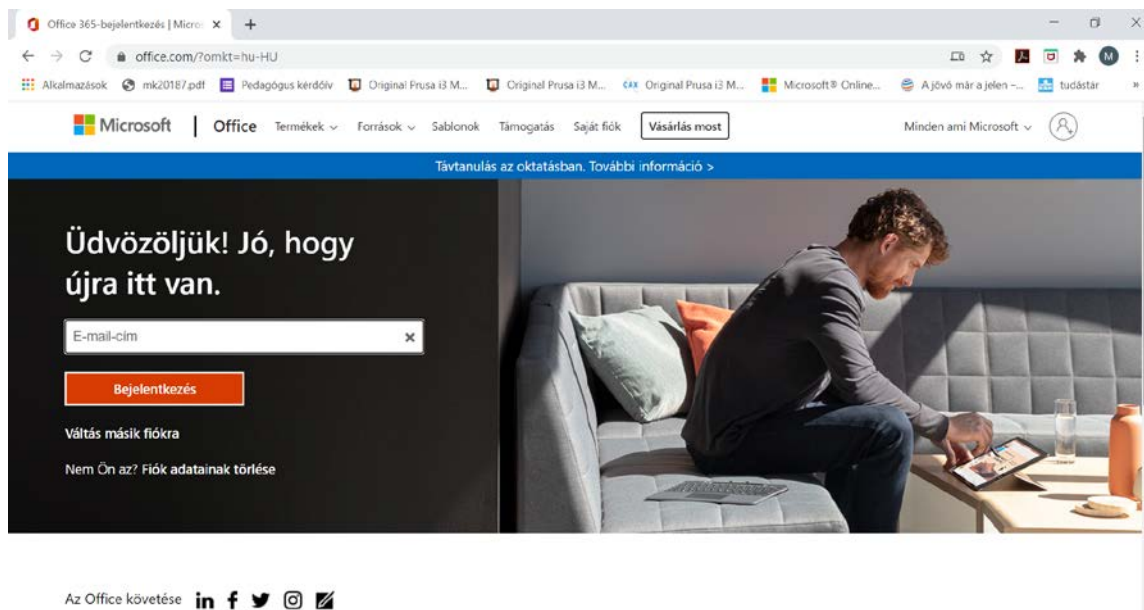 Office 365-bejelentkezés | Micros
office.com/?omkt=hu-HU
M
Alkalmazások mk20187.pdf Pedagógus kérdőív Original Prusa i3 M... Original Prusa i3 M... Original Prusa i3 M... Microsoft® Online... A jövő már a jelen –... tudástár »
Microsoft | Office Termékek Források Sablonok Támogatás Saját fiók Vásárlás most Minden ami Microsoft
Távtanulás az oktatásban. További információ >
Üdvözöljük! Jó, hogy
újra itt van.
E-mail-cím
Bejelentkezés
Váltás másik fiókra
Nem Ön az? Fiók adatainak törlése
Az Office követése